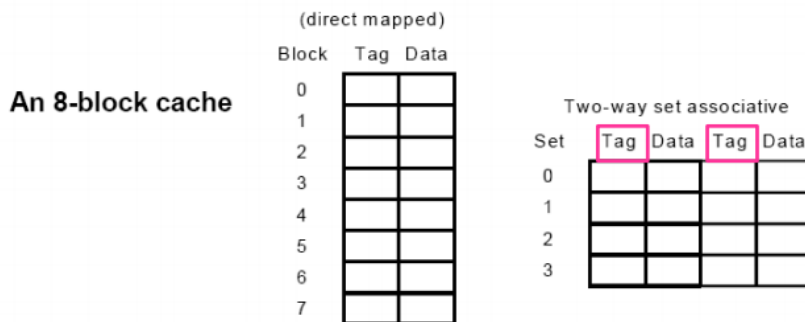 (direct mapped)
Block Tag Data
An 8-block cache
0
1
2
3
4
5
6
7
Two-way set associative
Set Tag Data Tag Data
0
1
2
3